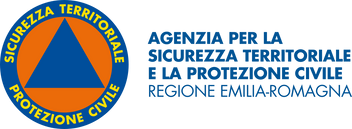 SICUREZZA TERRITORIALE
PROTEZIONE CIVILE
AGENZIA PER LA
SICUREZZA TERRITORIALE
E LA PROTEZIONE CIVILE
REGIONE EMILIA-ROMAGNA